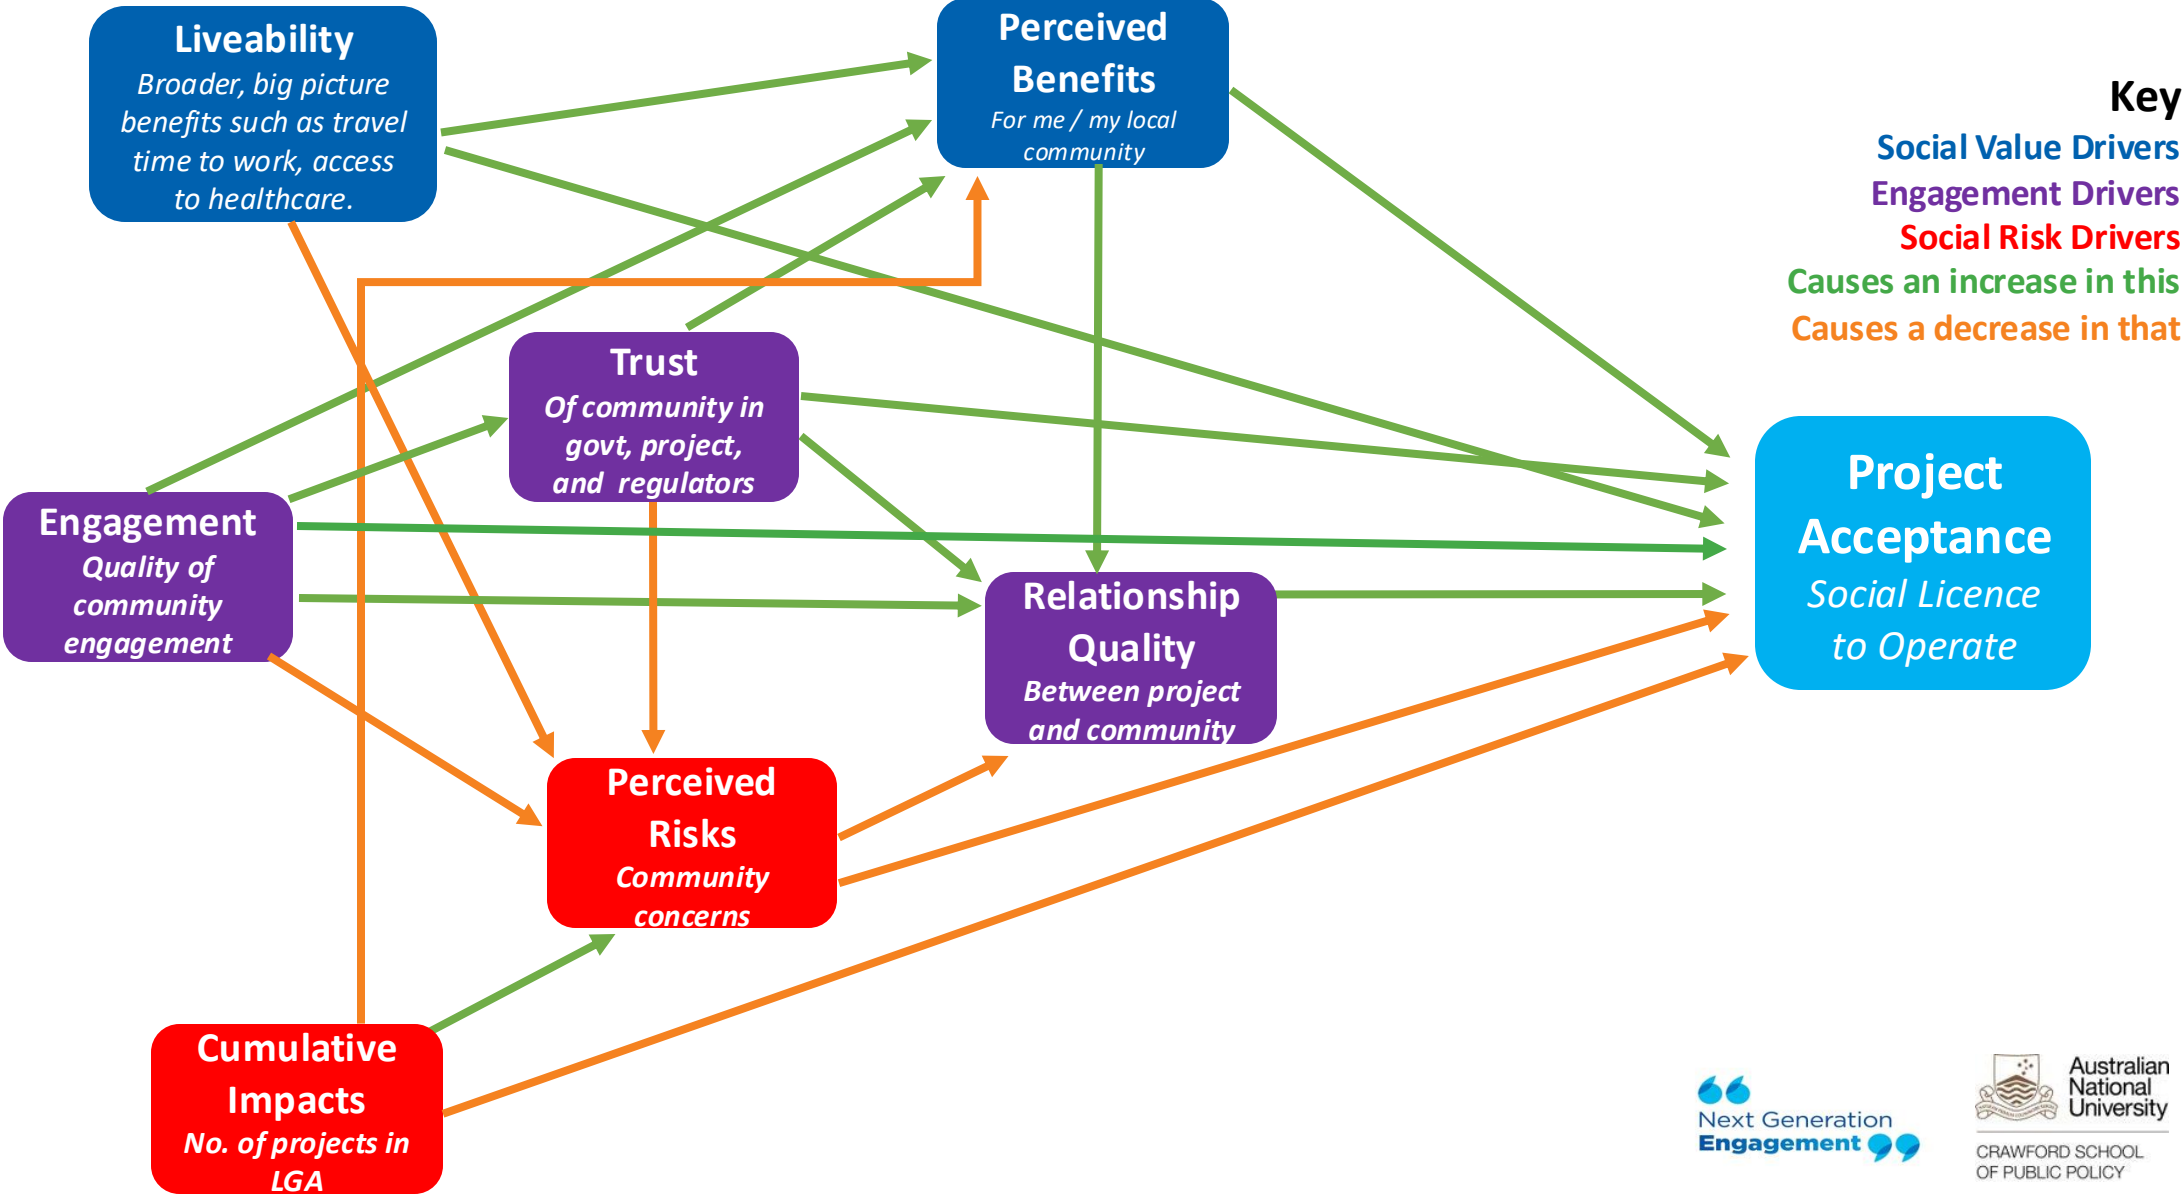 Liveability
Broader, big picture
benefits such as travel
time to work, access
to healthcare.
Perceived
Benefits
For me / my local
community
Key
Social Value Drivers
Engagement Drivers
Social Risk Drivers
Causes an increase in this
Causes a decrease in that
Trust
Of community in
govt, project,
and regulators
Engagement
Quality of
community
engagement
Relationship
Quality
Between project
and community
Project
Acceptance
Social Licence
to Operate
Perceived
Risks
Community
concerns
Cumulative
Impacts
No. of projects in
LGA
Next Generation
Engagement
Australian
National
University
CRAWFORD SCHOOL
OF PUBLIC POLICY